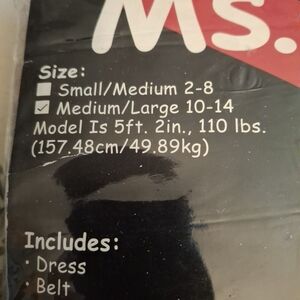 Ms.
Size:
Small/Medium 2-8
Medium/Large 10-14
Model Is 5ft. 2in., 110 lbs.
(157.48cm/49.89kg)
Includes:
· Dress
· Belt